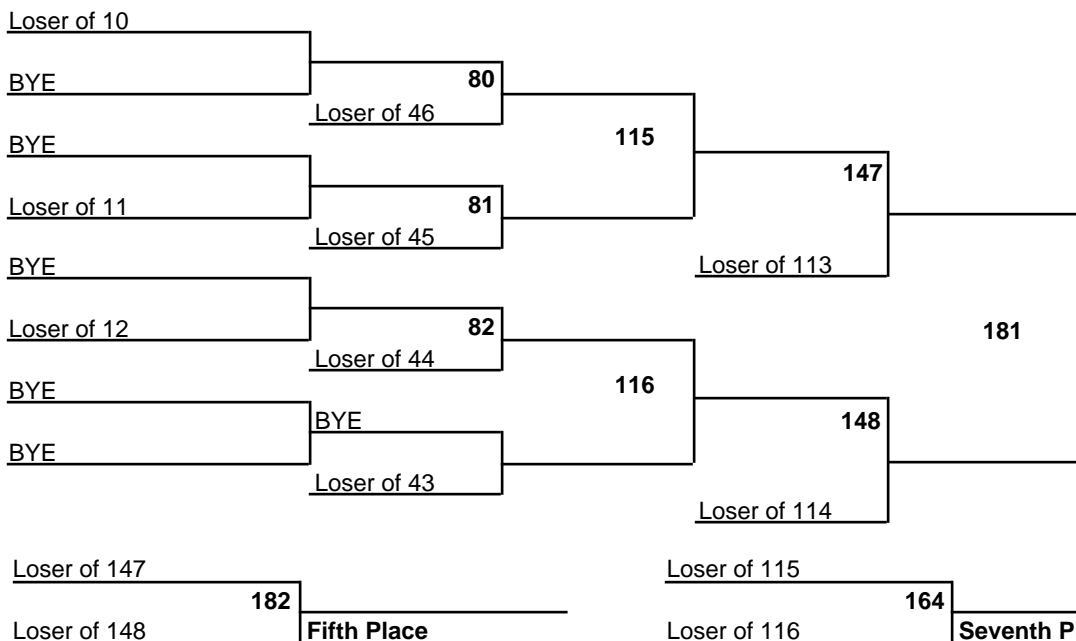 Loser of 10
BYE
80
Loser of 46
BYE
115
147
Loser of 11
81
Loser of 45
BYE
Loser of 113
Loser of 12
82
181
Loser of 44
BYE
116
BYE
148
BYE
Loser of 43
Loser of 114
Loser of 147
Loser of 115
182
164
Loser of 148
Fifth Place
Loser of 116
Seventh P